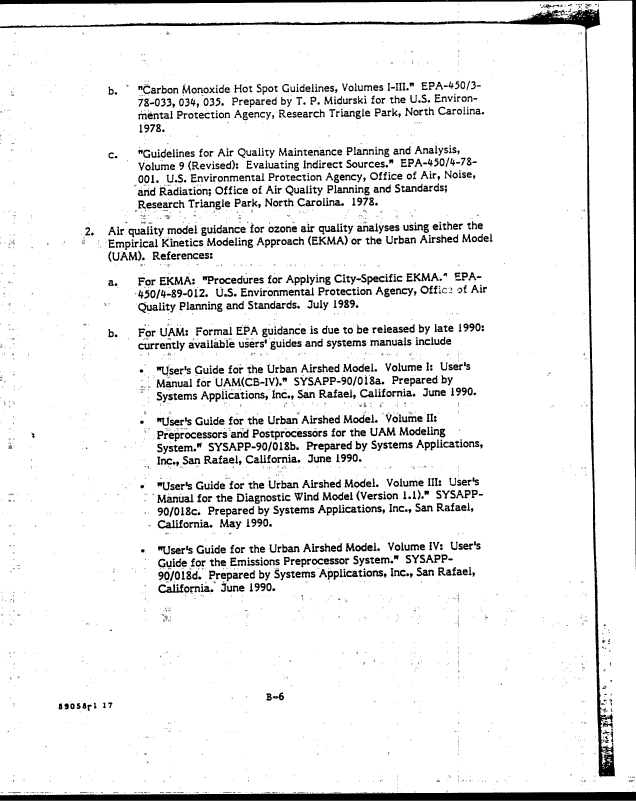 b. "Carbon Monoxide Hot Spot Guidelines, Volumes I-III." EPA-450/3-
78-033, 034, 035. Prepared by T. P. Midurski for the U.S. Environ-
mental Protection Agency, Research Triangle Park, North Carolina.
1978.
c. "Guidelines for Air Quality Maintenance Planning and Analysis,
Volume 9 (Revised): Evaluating Indirect Sources." EPA-450/4-78-
001. U.S. Environmental Protection Agency, Office of Air, Noise,
and Radiation; Office of Air Quality Planning and Standards;
Research Triangle Park, North Carolina. 1978.
2. Air quality model guidance for ozone air quality analyses using either the
Empirical Kinetics Modeling Approach (EKMA) or the Urban Airshed Model
(UAM). References:
a. For EKMA: "Procedures for Applying City-Specific EKMA." EPA-
450/4-89-012. U.S. Environmental Protection Agency, Office of Air
Quality Planning and Standards. July 1989.
b. For UAM: Formal EPA guidance is due to be released by late 1990:
currently available users' guides and systems manuals include
• "User's Guide for the Urban Airshed Model. Volume I: User's
Manual for UAM(CB-IV)." SYSAPP-90/018a. Prepared by
Systems Applications, Inc., San Rafael, California. June 1990.
• "User's Guide for the Urban Airshed Model. Volume II:
Preprocessors and Postprocessors for the UAM Modeling
System." SYSAPP-90/018b. Prepared by Systems Applications,
Inc., San Rafael, California. June 1990.
• "User's Guide for the Urban Airshed Model. Volume III: User's
Manual for the Diagnostic Wind Model (Version 1.1)." SYSAPP-
90/018c. Prepared by Systems Applications, Inc., San Rafael,
California. May 1990.
• "User's Guide for the Urban Airshed Model. Volume IV: User's
Guide for the Emissions Preprocessor System." SYSAPP-
90/018d. Prepared by Systems Applications, Inc., San Rafael,
California. June 1990.
B-6
89058r1 17